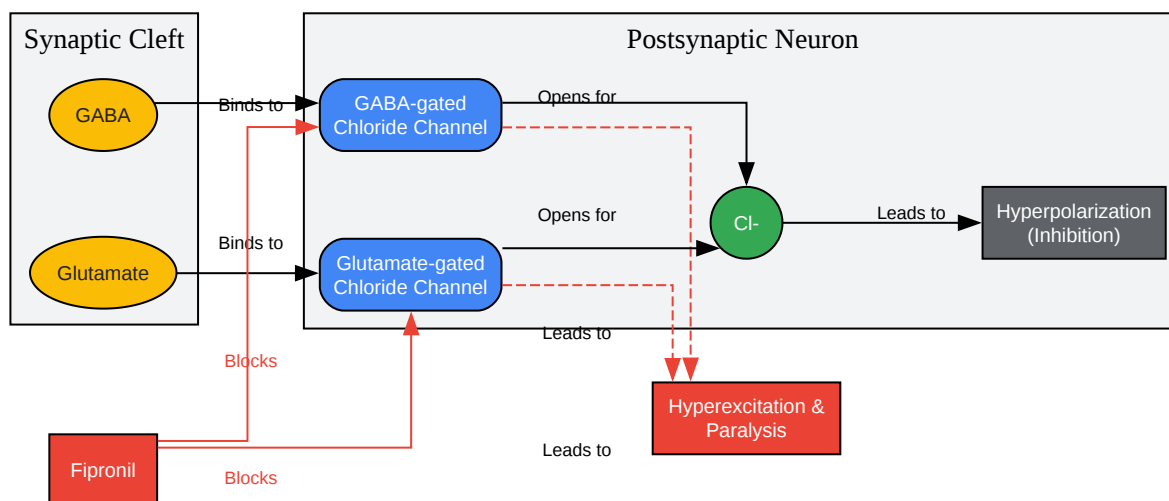 Synaptic Cleft
Postsynaptic Neuron
GABA
Binds to
GABA-gated
Chloride Channel
Opens for
Glutamate
Binds to
Glutamate-gated
Chloride Channel
Opens for
Cl-
Leads to
Hyperpolarization
(Inhibition)
Blocks
Leads to
Hyperexcitation &
Paralysis
Fipronil
Blocks
Leads to